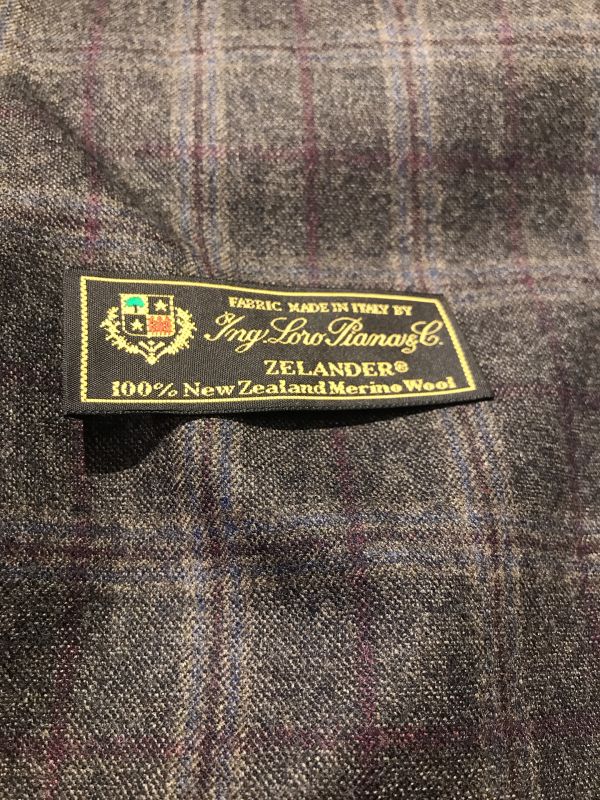 FABRIC MADE IN ITALY BY
Ing. Loro Piana & C.
ZELANDER®
100% New Zealand Merino Wool